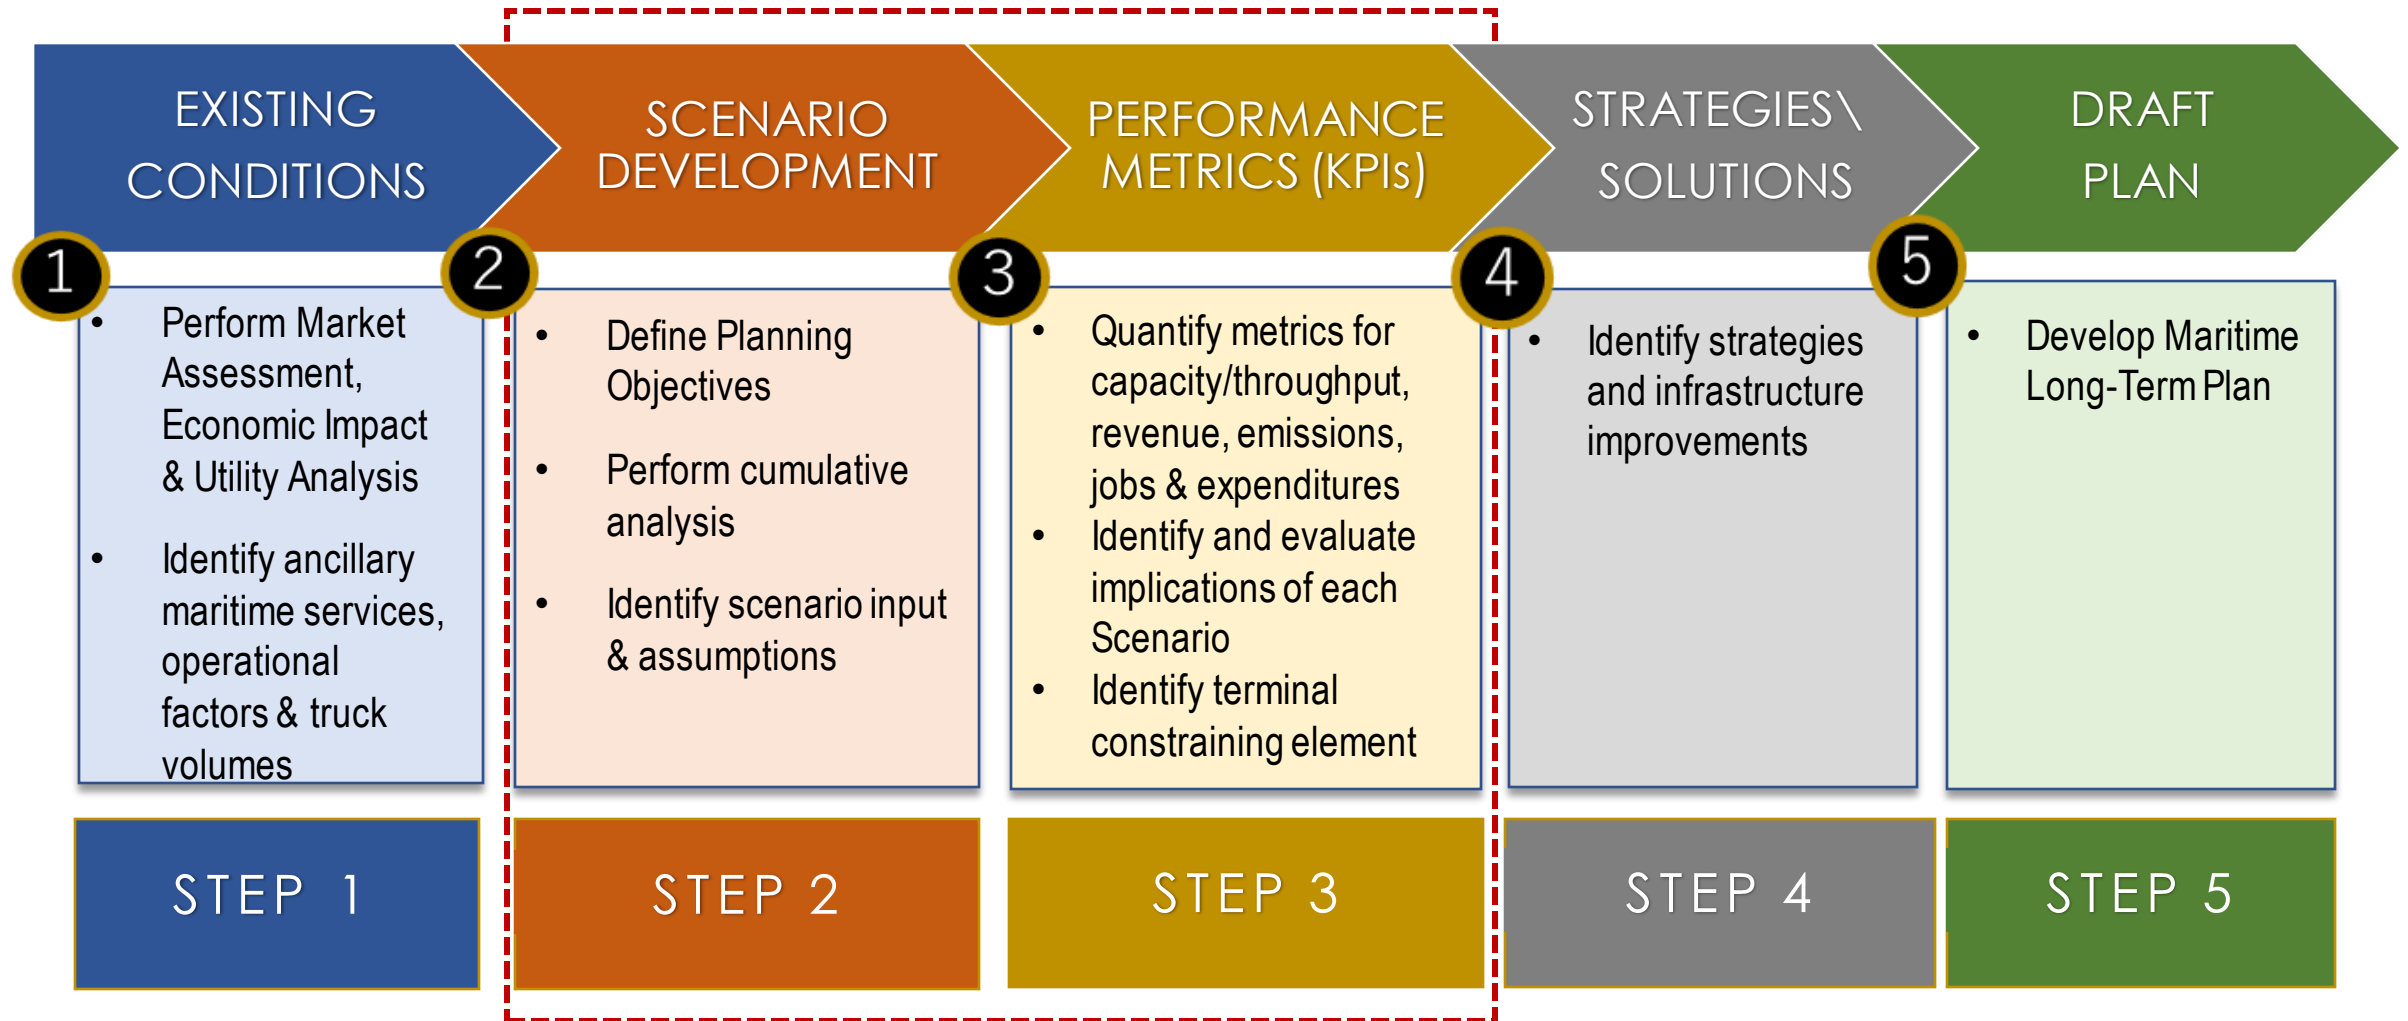 EXISTING
CONDITIONS
SCENARIO
DEVELOPMENT
PERFORMANCE
METRICS (KPIs)
STRATEGIES\
SOLUTIONS
DRAFT
PLAN
1
2
3
4
5
• Perform Market
Assessment,
Economic Impact
& Utility Analysis
• Identify ancillary
maritime services,
operational
factors & truck
volumes
• Define Planning
Objectives
• Perform cumulative
analysis
• Identify scenario input
& assumptions
• Quantify metrics for
capacity/throughput,
revenue, emissions,
jobs & expenditures
• Identify and evaluate
implications of each
Scenario
• Identify terminal
constraining element
• Identify strategies
and infrastructure
improvements
• Develop Maritime
Long-Term Plan
STEP 1
STEP 2
STEP 3
STEP 4
STEP 5